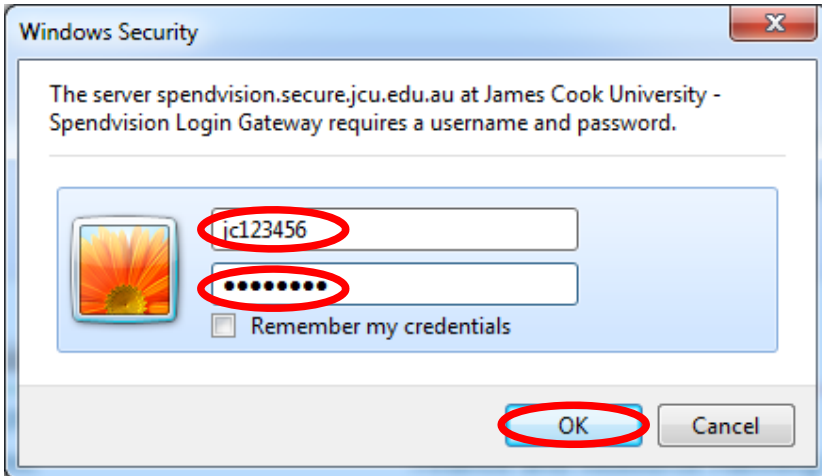 Windows Security
The server spendvision.secure.jcu.edu.au at James Cook University -
Spendvision Login Gateway requires a username and password.
jc123456
●●●●●●●●
Remember my credentials
OK Cancel